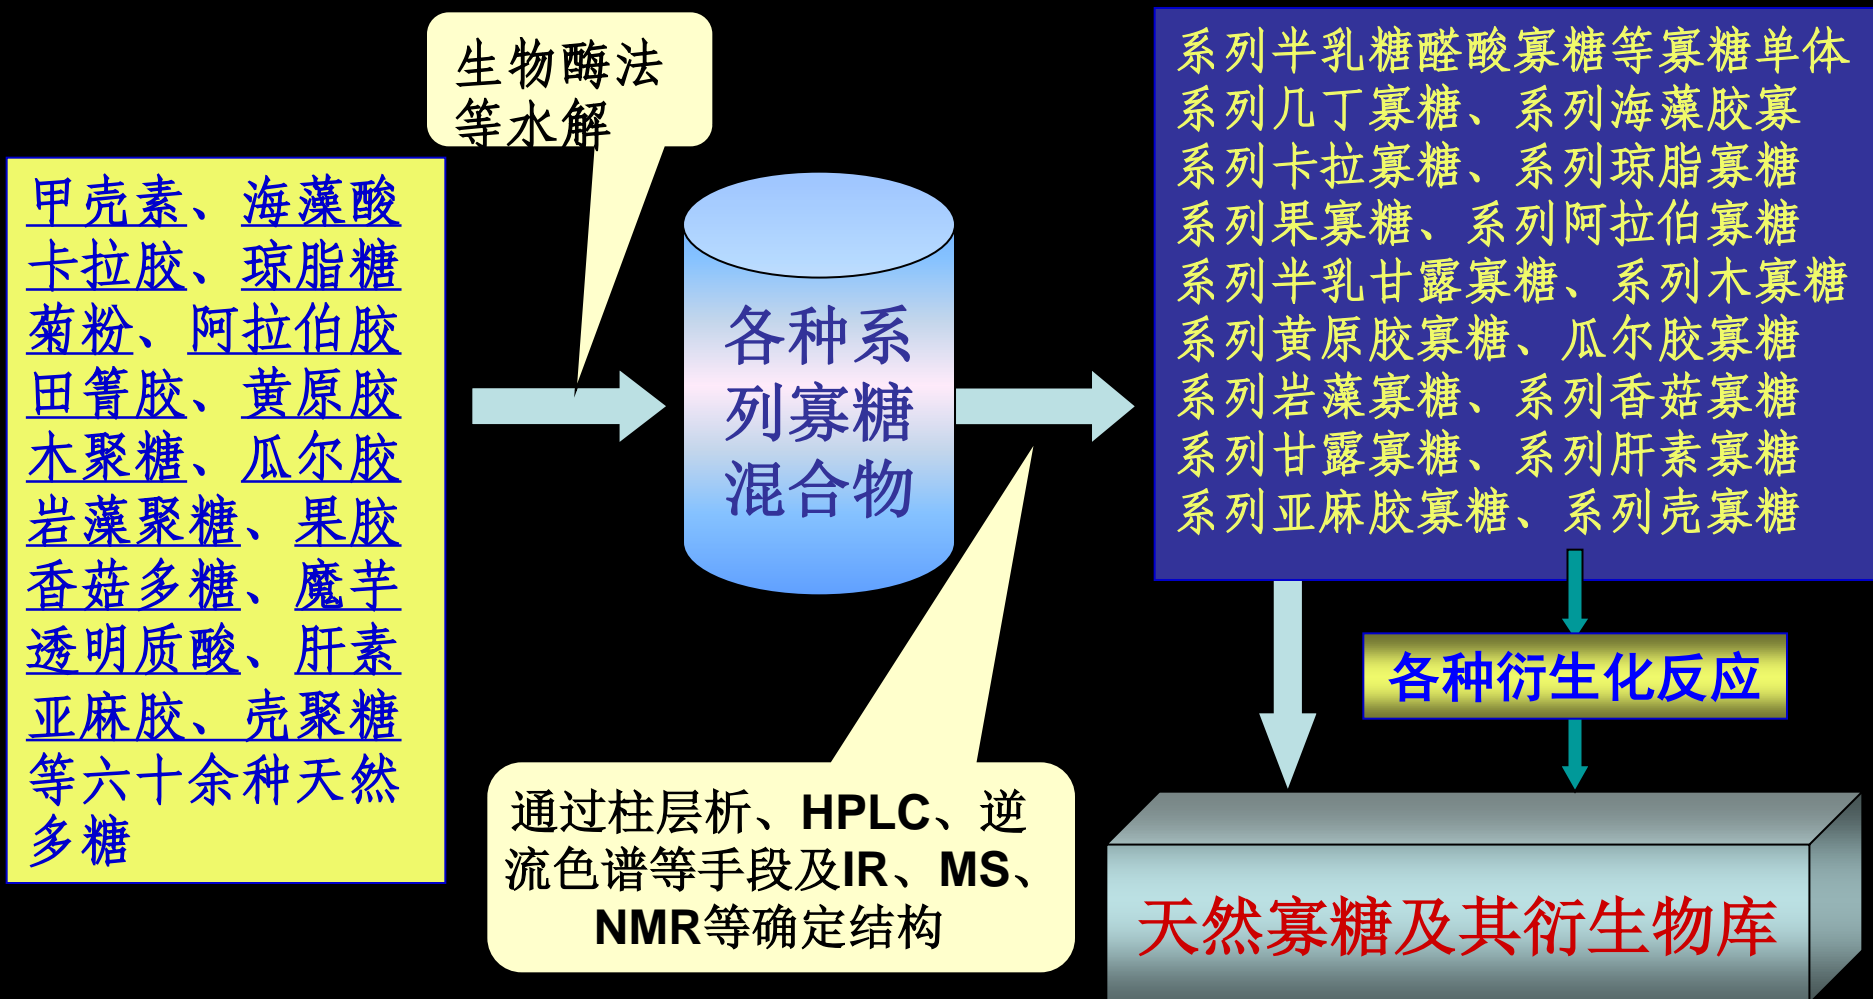 生物酶法
等水解
甲壳素、海藻酸
卡拉胶、琼脂糖
菊粉、阿拉伯胶
田箐胶、黄原胶
木聚糖、瓜尔胶
岩藻聚糖、果胶
香菇多糖、魔芋
透明质酸、肝素
亚麻胶、壳聚糖
等六十余种天然
多糖
各种系
列寡糖
混合物
通过柱层析、HPLC、逆
流色谱等手段及IR、MS、
NMR等确定结构
系列半乳糖醛酸寡糖等寡糖单体
系列几丁寡糖、系列海藻胶寡
系列卡拉寡糖、系列琼脂寡糖
系列果寡糖、系列阿拉伯寡糖
系列半乳甘露寡糖、系列木寡糖
系列黄原胶寡糖、瓜尔胶寡糖
系列岩藻寡糖、系列香菇寡糖
系列甘露寡糖、系列肝素寡糖
系列亚麻胶寡糖、系列壳寡糖
各种衍生化反应
天然寡糖及其衍生物库